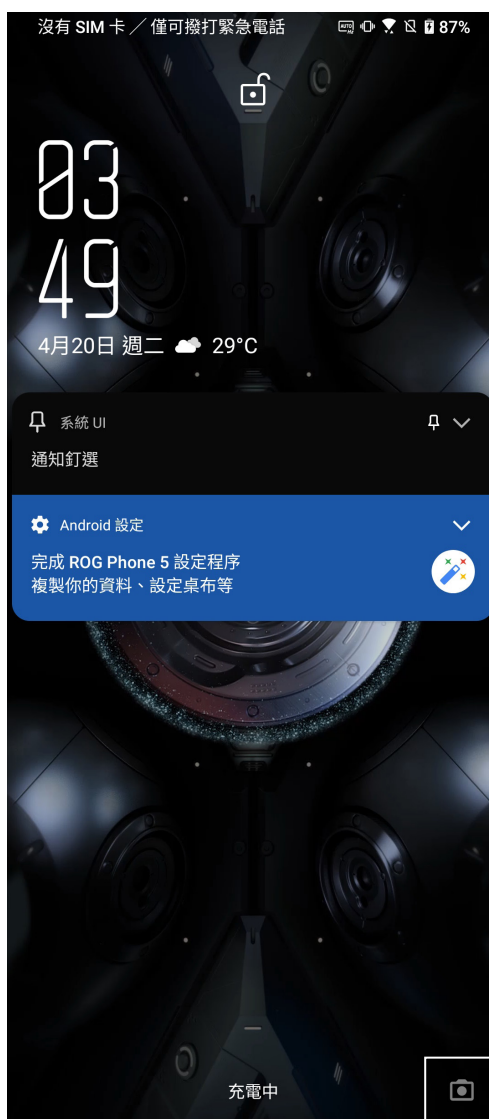 沒有 SIM 卡／僅可撥打緊急電話 87%
03
49
4月20日 週二 29°C
系統 UI
通知釘選
Android 設定
完成 ROG Phone 5 設定程序
複製你的資料、設定桌布等
充電中